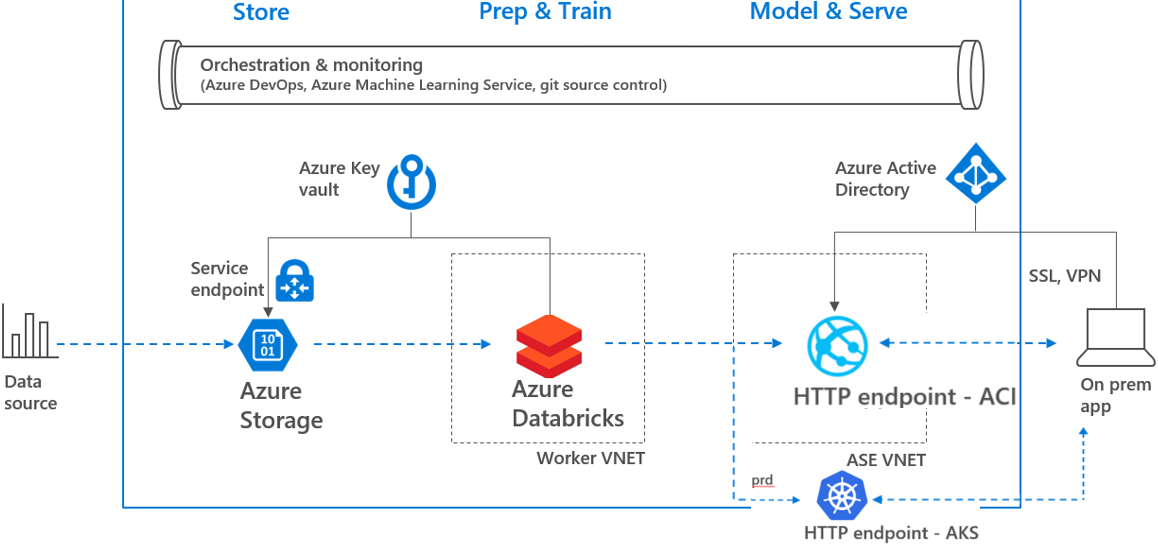 Store
Prep & Train
Model & Serve
Orchestration & monitoring
(Azure DevOps, Azure Machine Learning Service, git source control)
Azure Key
vault
Azure Active
Directory
Service
endpoint
SSL, VPN
10
01
Data
source
Azure
Storage
Azure
Databricks
HTTP endpoint - ACI
On prem
app
Worker VNET
ASE VNET
prd
HTTP endpoint - AKS